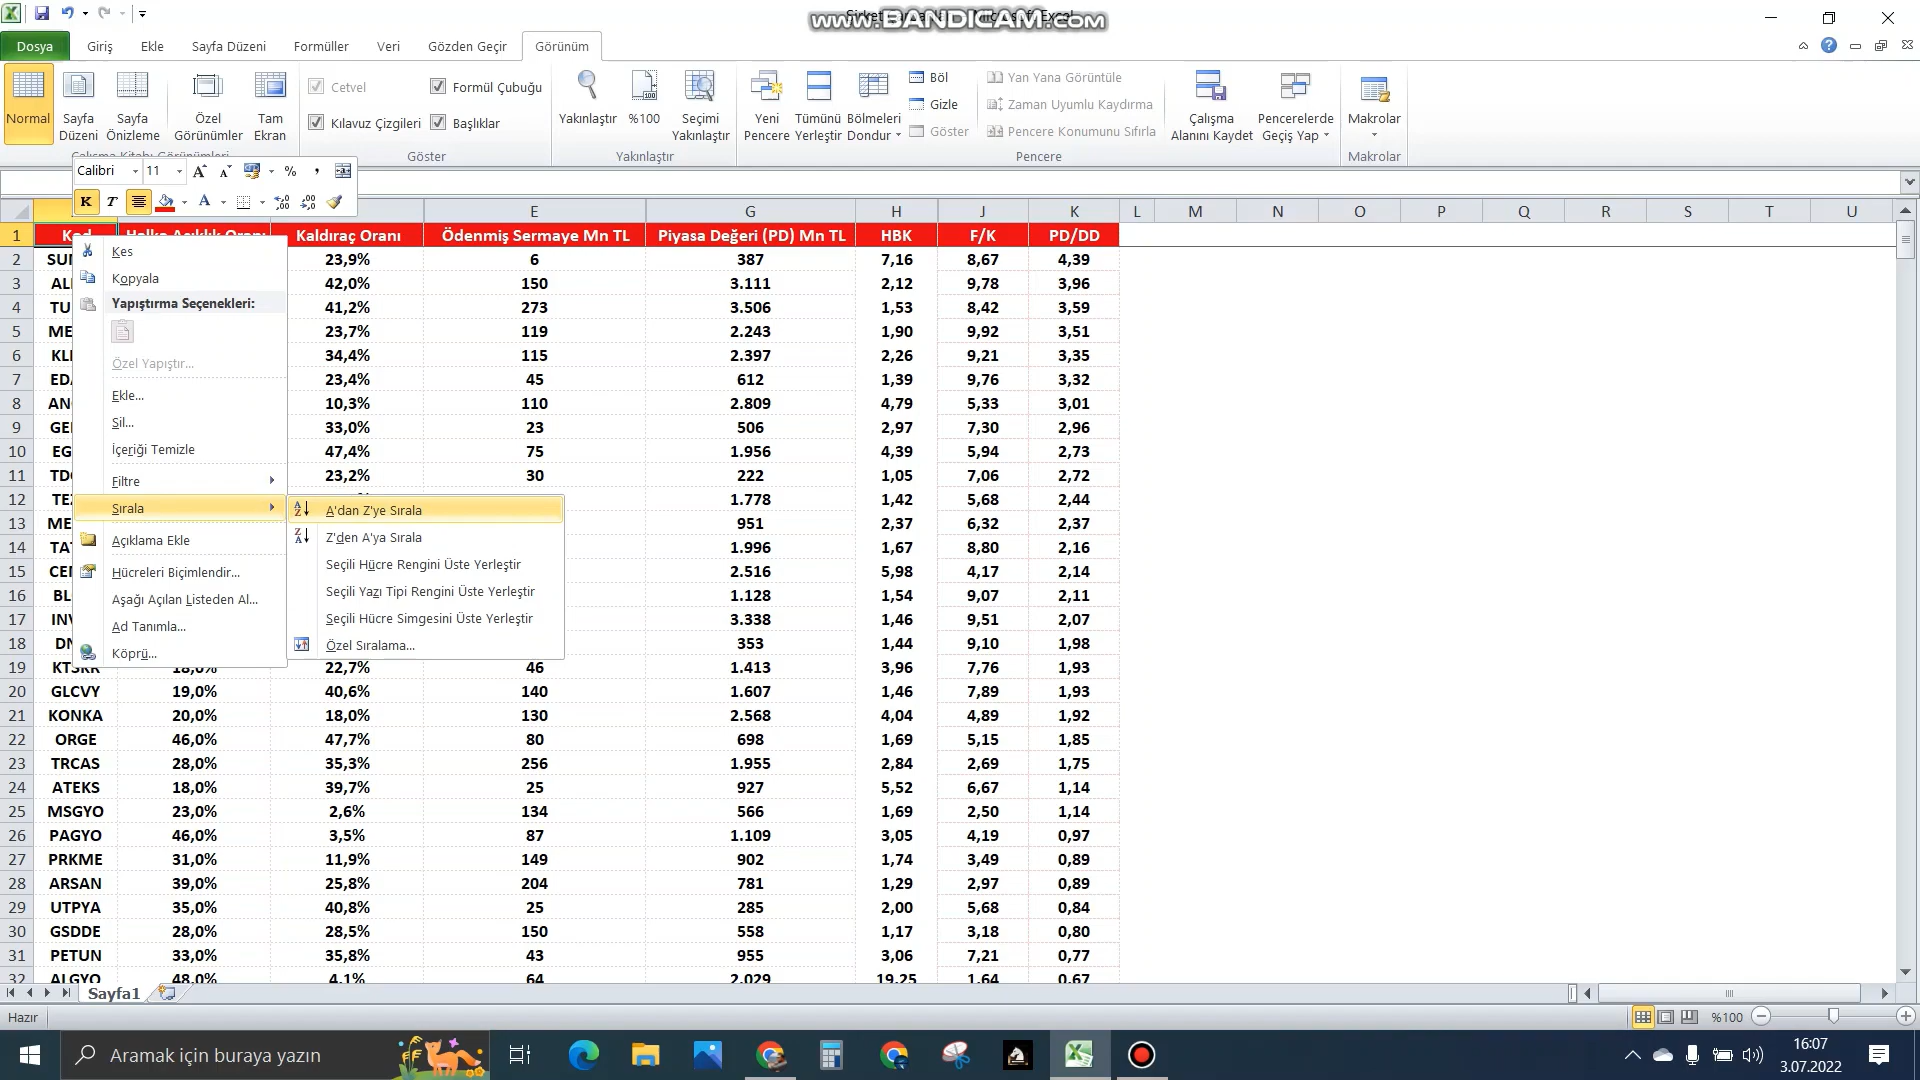 www.BANDICAM.com
Dosya Giriş Ekle Sayfa Düzeni Formüller Veri Gözden Geçir Görünüm
Normal
Sayfa Düzeni
Sayfa Önizleme
Özel Görünümler
Tam Ekran
Cetvel
Formül Çubuğu
Kılavuz Çizgileri
Başlıklar
Yakınlaştır
%100
Seçimi Yakınlaştır
Yeni Pencere
Tümünü Yerleştir
Bölmeleri Dondur
Böl
Gizle
Göster
Yan Yana Görüntüle
Zaman Uyumlu Kaydırma
Pencere Konumunu Sıfırla
Çalışma Alanını Kaydet
Pencerelerde Geçiş Yap
Makrolar
Göster Yakınlaştır Pencere Makrolar
Calibri 11 A A % ,
K T A
E G H J K L M N O P Q R S T U
1 Kaldıraç Oranı Ödenmiş Sermaye Mn TL Piyasa Değeri (PD) Mn TL HBK F/K PD/DD
2 23,9% 6 387 7,16 8,67 4,39
3 42,0% 150 3.111 2,12 9,78 3,96
4 41,2% 273 3.506 1,53 8,42 3,59
5 23,7% 119 2.243 1,90 9,92 3,51
6 34,4% 115 2.397 2,26 9,21 3,35
7 23,4% 45 612 1,39 9,76 3,32
8 10,3% 110 2.809 4,79 5,33 3,01
9 33,0% 23 506 2,97 7,30 2,96
10 47,4% 75 1.956 4,39 5,94 2,73
11 23,2% 30 222 1,05 7,06 2,72
12 1.778 1,42 5,68 2,44
13 951 2,37 6,32 2,37
14 1.996 1,67 8,80 2,16
15 2.516 5,98 4,17 2,14
16 1.128 1,54 9,07 2,11
17 3.338 1,46 9,51 2,07
18 353 1,44 9,10 1,98
19 KTSKR 18,0% 22,7% 46 1.413 3,96 7,76 1,93
20 GLCVY 19,0% 40,6% 140 1.607 1,46 7,89 1,93
21 KONKA 20,0% 18,0% 130 2.568 4,04 4,89 1,92
22 ORGE 46,0% 47,7% 80 698 1,69 5,15 1,85
23 TRCAS 28,0% 35,3% 256 1.955 2,84 2,69 1,75
24 ATEKS 18,0% 39,7% 25 927 5,52 6,67 1,14
25 MSGYO 23,0% 2,6% 134 566 1,69 2,50 1,14
26 PAGYO 46,0% 3,5% 87 1.109 3,05 4,19 0,97
27 PRKME 31,0% 11,9% 149 902 1,74 3,49 0,89
28 ARSAN 39,0% 25,8% 204 781 1,29 2,97 0,89
29 UTPYA 35,0% 40,8% 25 285 2,00 5,68 0,84
30 GSDDE 28,0% 28,5% 150 558 1,17 3,18 0,80
31 PETUN 33,0% 35,8% 43 955 3,06 7,21 0,77
32 ALGYO 48,0% 4,1% 64 2.029 19,25 1,64 0,67
Kes
Kopyala
Yapıştırma Seçenekleri:
Özel Yapıştır...
Ekle...
Sil...
İçeriği Temizle
Filtre
Sırala
Açıklama Ekle
Hücreleri Biçimlendir...
Aşağı Açılan Listeden Al...
Ad Tanımla...
Köprü...
A'dan Z'ye Sırala
Z'den A'ya Sırala
Seçili Hücre Rengini Üste Yerleştir
Seçili Yazı Tipi Rengini Üste Yerleştir
Seçili Hücre Simgesini Üste Yerleştir
Özel Sıralama...
Sayfa1
Hazır %100
Aramak için buraya yazın
16:07
3.07.2022